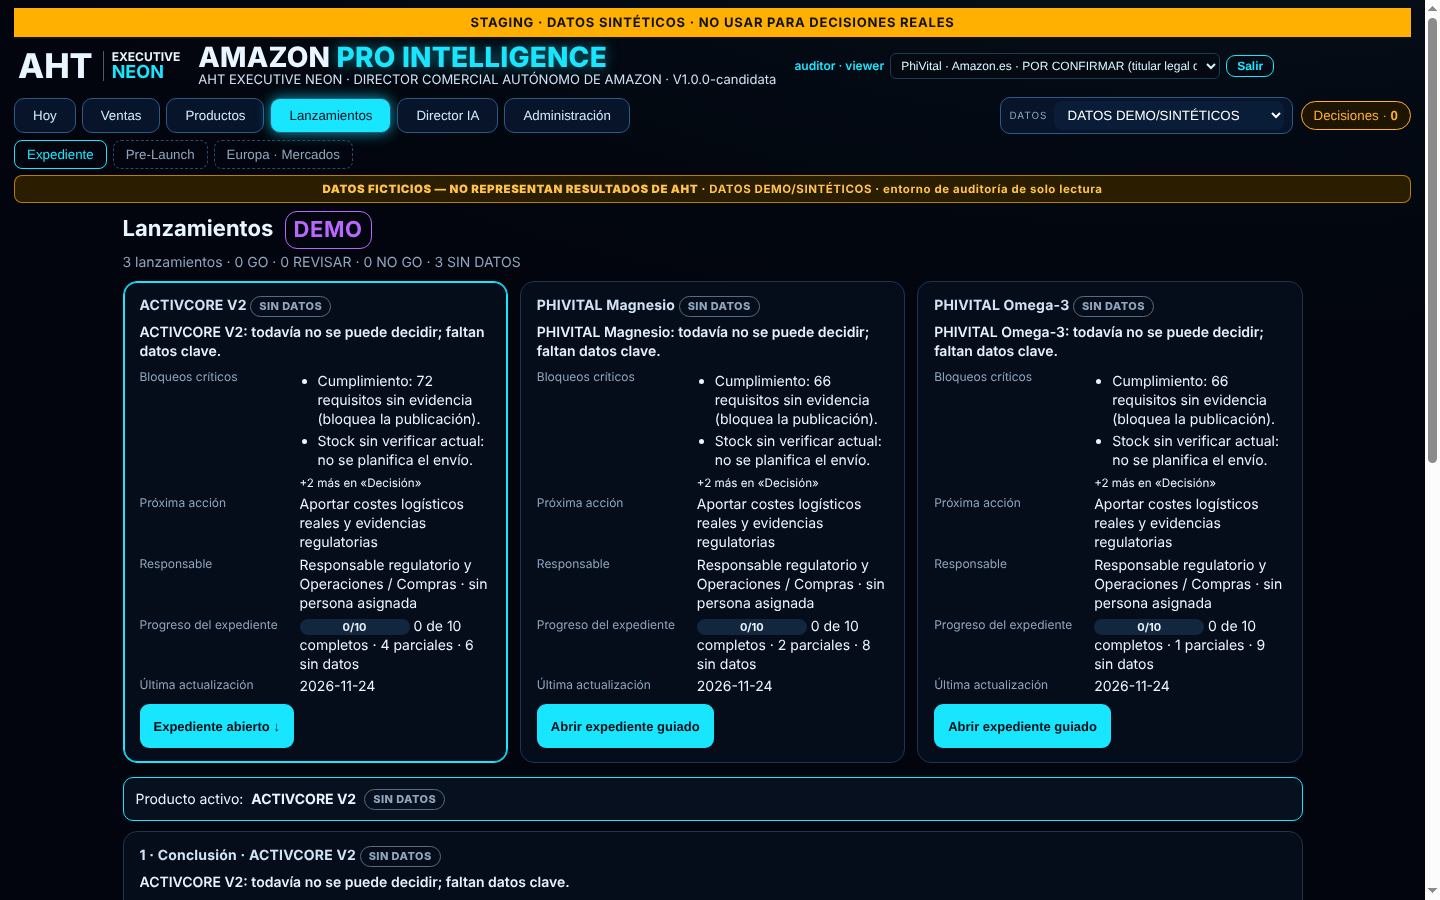 STAGING · DATOS SINTÉTICOS · NO USAR PARA DECISIONES REALES
AHT
EXECUTIVE
NEON
AMAZON PRO INTELLIGENCE
AHT EXECUTIVE NEON · DIRECTOR COMERCIAL AUTÓNOMO DE AMAZON · V1.0.0-candidata
auditor · viewer
PhiVital · Amazon.es · POR CONFIRMAR (titular legal c
Salir
Hoy
Ventas
Productos
Lanzamientos
Director IA
Administración
DATOS
DATOS DEMO/SINTÉTICOS
Decisiones · 0
Expediente
Pre-Launch
Europa · Mercados
DATOS FICTICIOS — NO REPRESENTAN RESULTADOS DE AHT · DATOS DEMO/SINTÉTICOS · entorno de auditoría de solo lectura
Lanzamientos DEMO
3 lanzamientos · 0 GO · 0 REVISAR · 0 NO GO · 3 SIN DATOS
ACTIVCORE V2 SIN DATOS
ACTIVCORE V2: todavía no se puede decidir; faltan
datos clave.
Bloqueos críticos
• Cumplimiento: 72
requisitos sin evidencia
(bloquea la publicación).
• Stock sin verificar actual:
no se planifica el envío.
+2 más en «Decisión»
Próxima acción
Aportar costes logísticos
reales y evidencias
regulatorias
Responsable
Responsable regulatorio y
Operaciones / Compras · sin
persona asignada
Progreso del expediente
0/10 0 de 10
completos · 4 parciales · 6
sin datos
Última actualización
2026-11-24
Expediente abierto ↓
PHIVITAL Magnesio SIN DATOS
PHIVITAL Magnesio: todavía no se puede decidir;
faltan datos clave.
Bloqueos críticos
• Cumplimiento: 66
requisitos sin evidencia
(bloquea la publicación).
• Stock sin verificar actual:
no se planifica el envío.
+2 más en «Decisión»
Próxima acción
Aportar costes logísticos
reales y evidencias
regulatorias
Responsable
Responsable regulatorio y
Operaciones / Compras · sin
persona asignada
Progreso del expediente
0/10 0 de 10
completos · 2 parciales · 8
sin datos
Última actualización
2026-11-24
Abrir expediente guiado
PHIVITAL Omega-3 SIN DATOS
PHIVITAL Omega-3: todavía no se puede decidir;
faltan datos clave.
Bloqueos críticos
• Cumplimiento: 66
requisitos sin evidencia
(bloquea la publicación).
• Stock sin verificar actual:
no se planifica el envío.
+2 más en «Decisión»
Próxima acción
Aportar costes logísticos
reales y evidencias
regulatorias
Responsable
Responsable regulatorio y
Operaciones / Compras · sin
persona asignada
Progreso del expediente
0/10 0 de 10
completos · 1 parciales · 9
sin datos
Última actualización
2026-11-24
Abrir expediente guiado
Producto activo: ACTIVCORE V2 SIN DATOS
1 · Conclusión · ACTIVCORE V2 SIN DATOS
ACTIVCORE V2: todavía no se puede decidir; faltan datos clave.